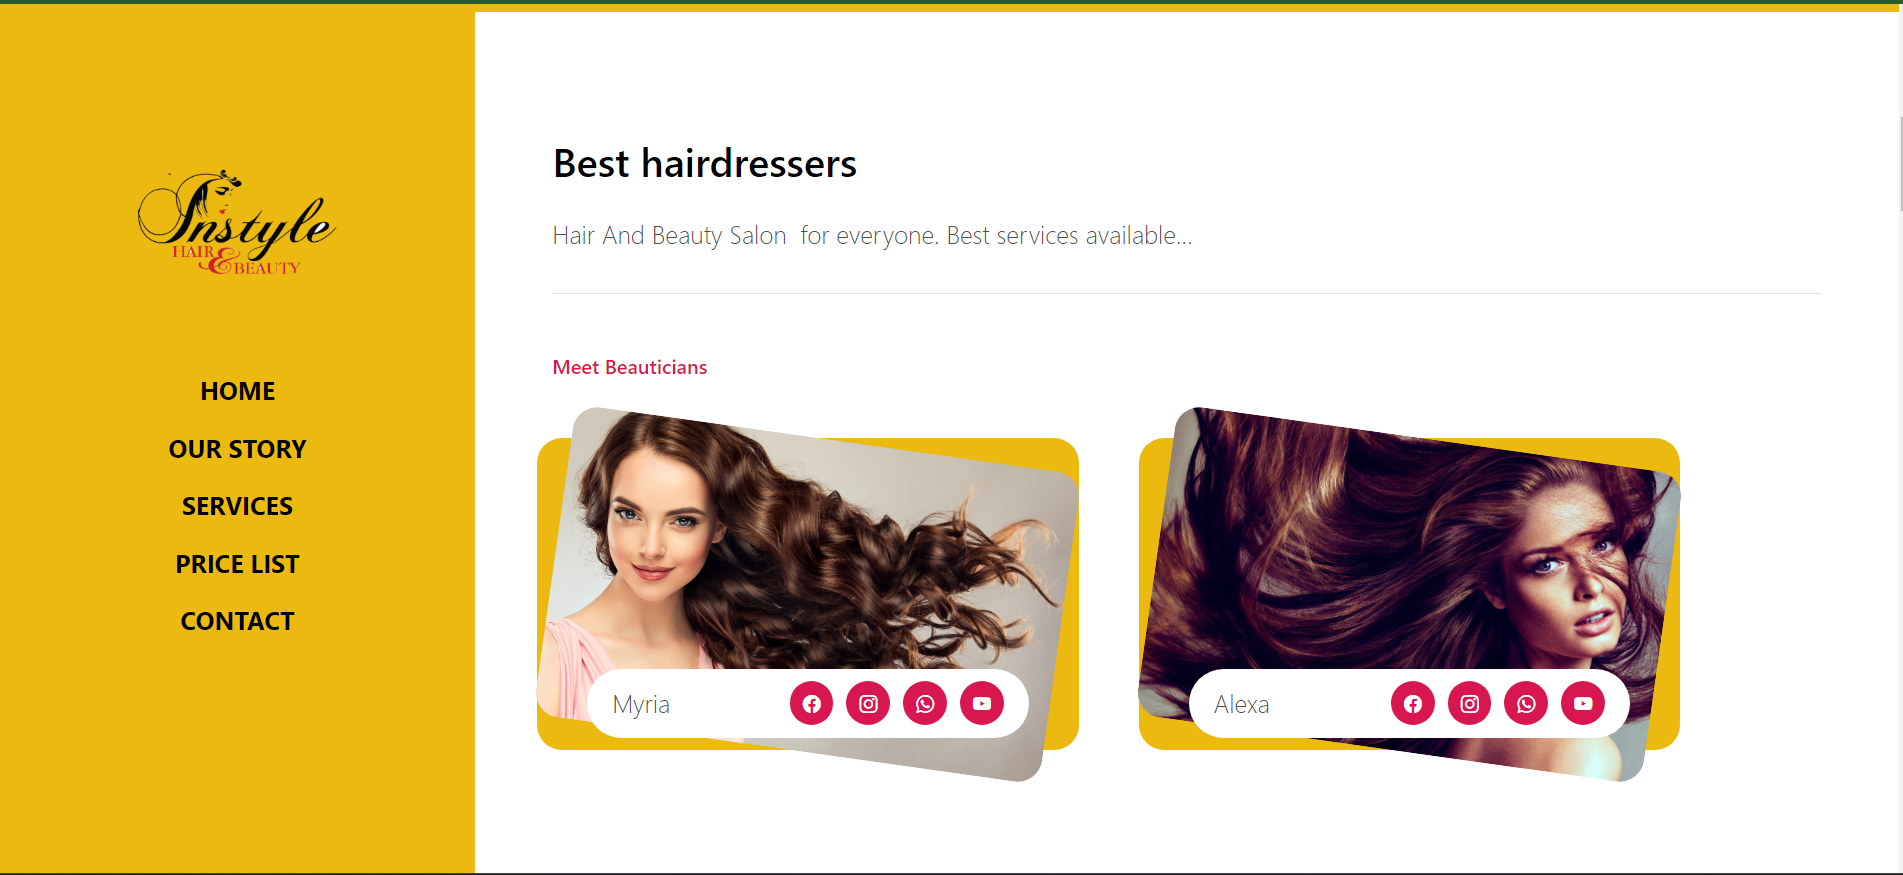 Instyle
HAIR & BEAUTY
HOME
OUR STORY
SERVICES
PRICE LIST
CONTACT
Best hairdressers
Hair And Beauty Salon  for everyone. Best services available...
Meet Beauticians
Myria
Alexa